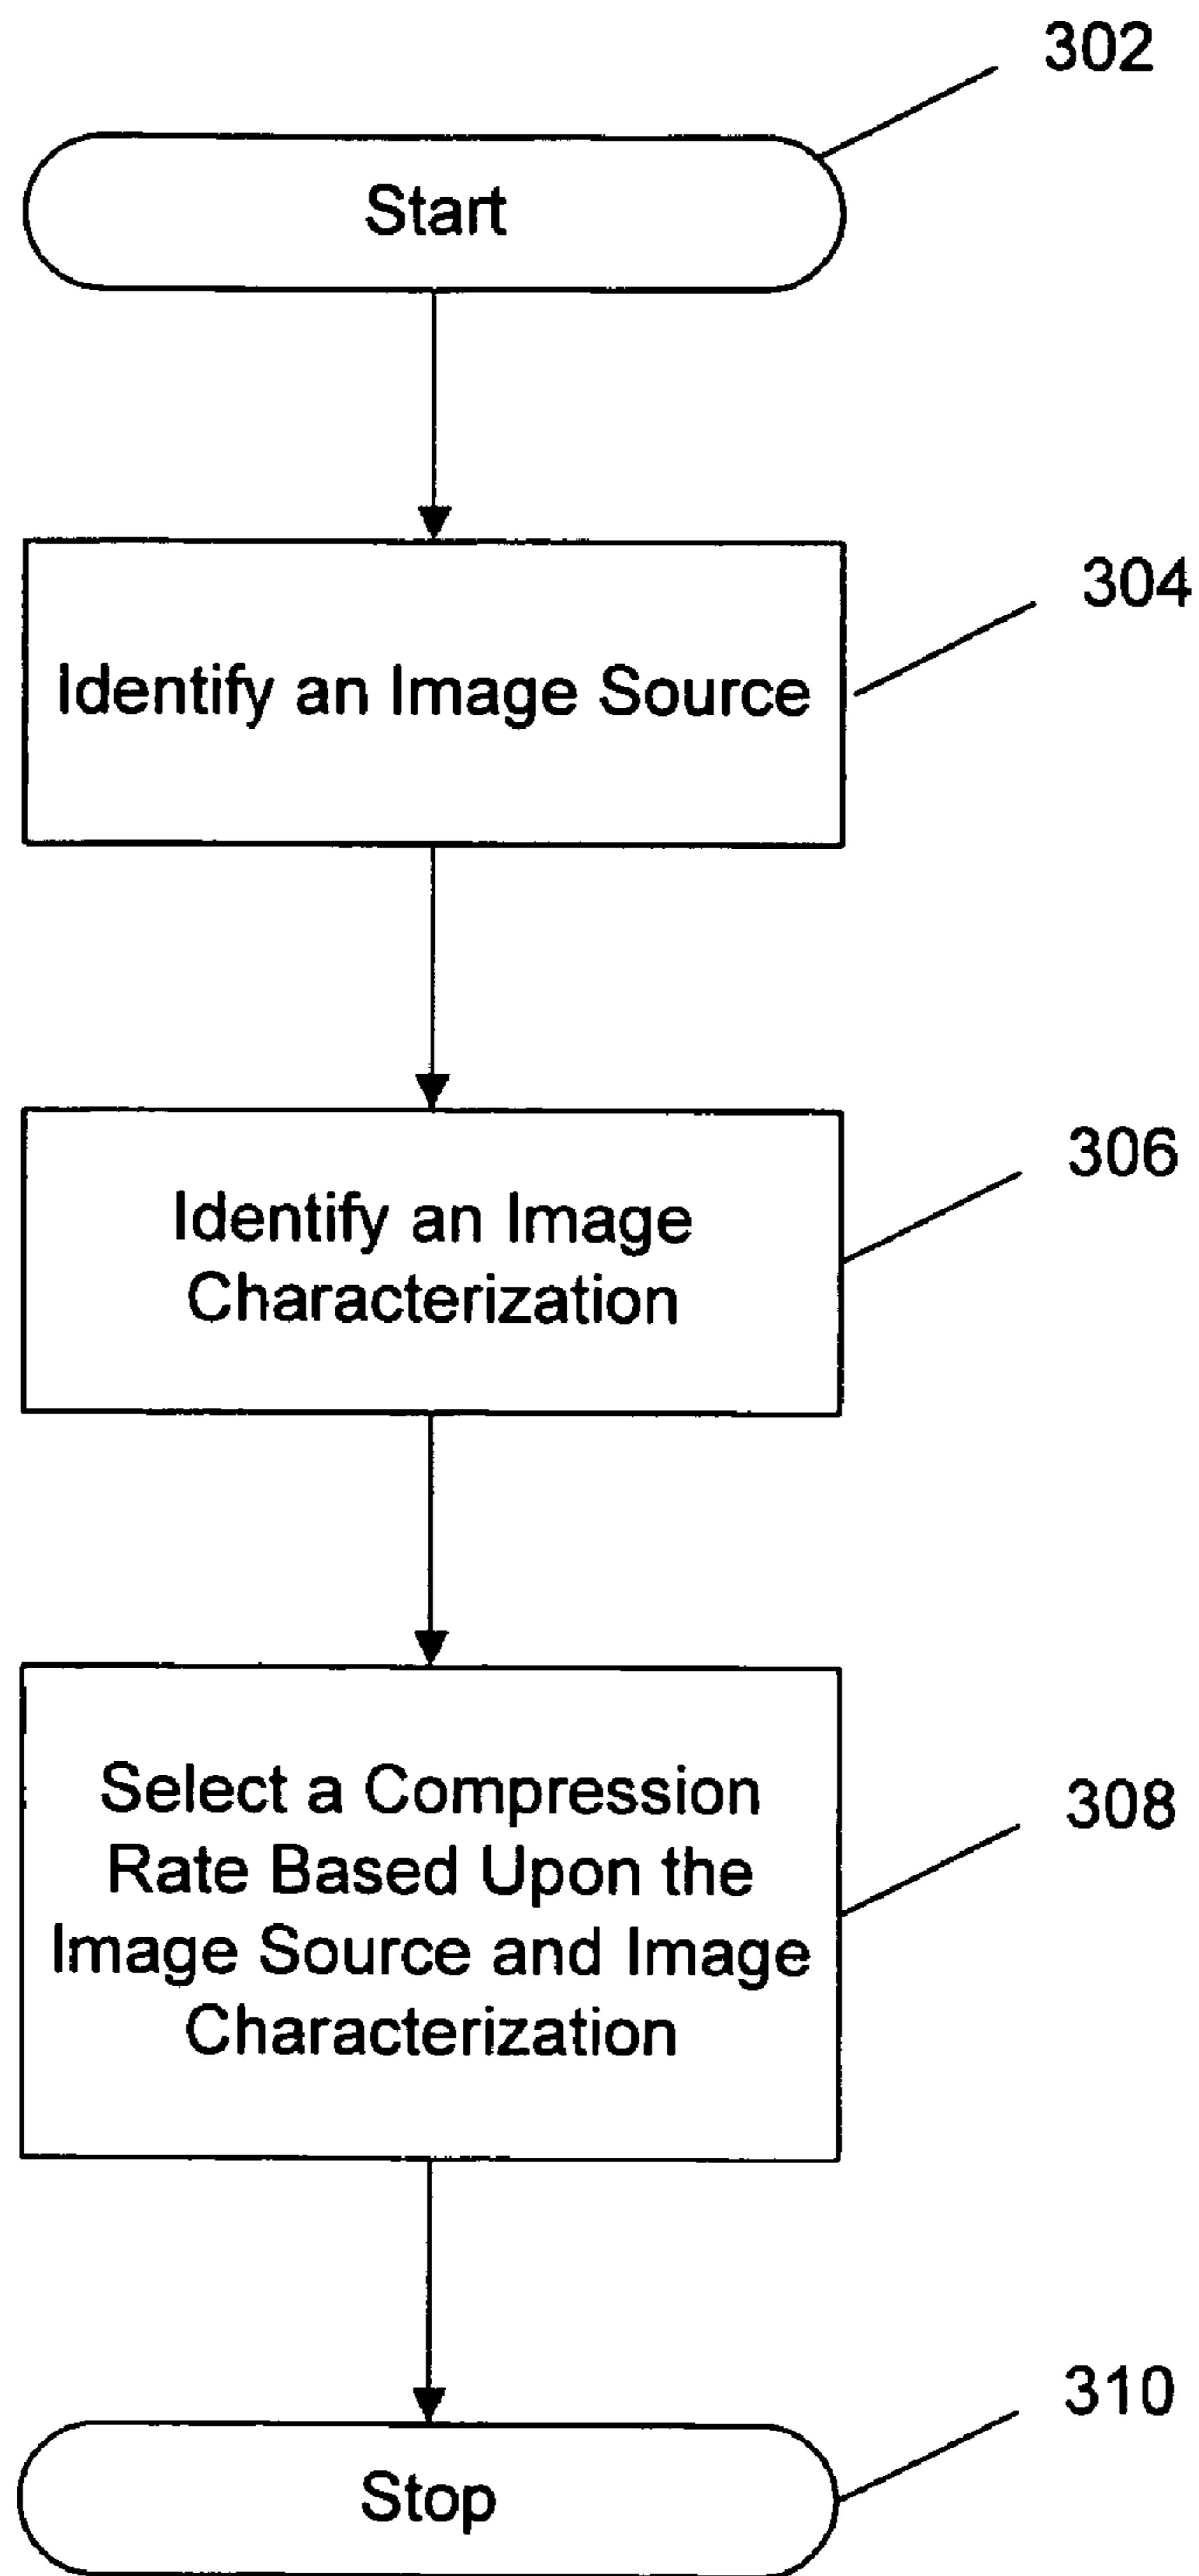 302
Start
304
Identify an Image Source
306
Identify an Image
Characterization
308
Select a Compression
Rate Based Upon the
Image Source and Image
Characterization
310
Stop